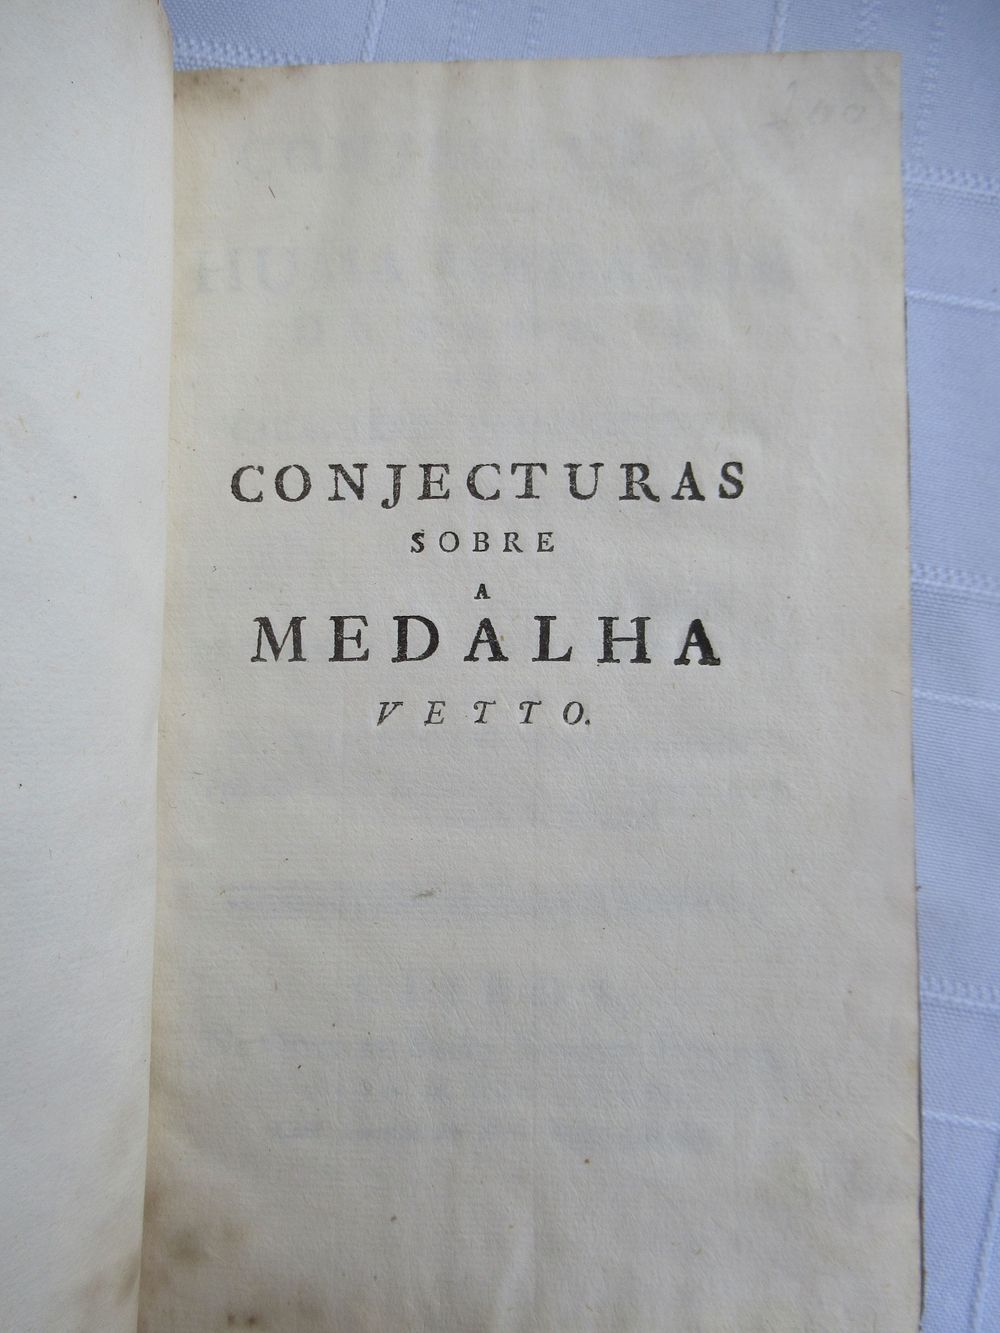 CONJECTURAS
SOBRE
A
MEDALHA
VETTO.